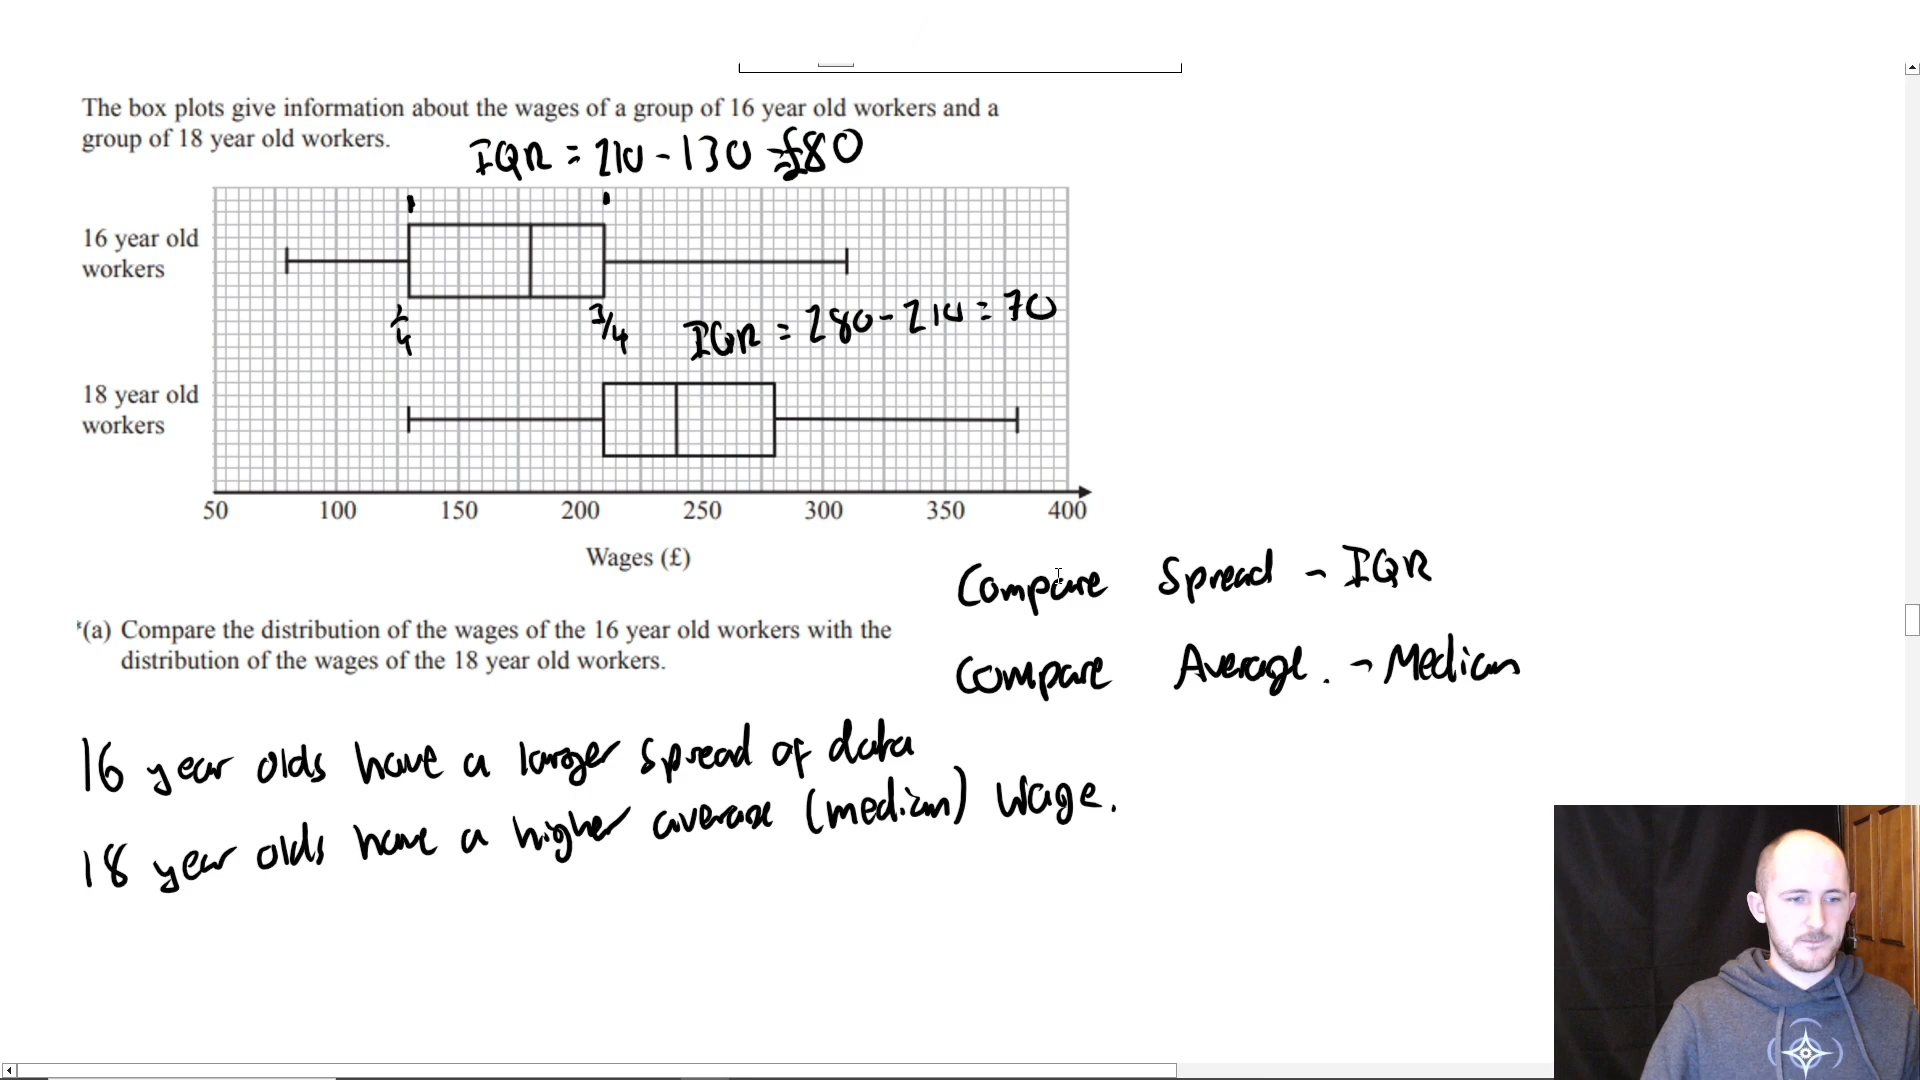 The box plots give information about the wages of a group of 16 year old workers and a
group of 18 year old workers.
IQR = 210 - 130 = £80
16 year old
workers
1/4
3/4
IQR = 280 - 210 = 70
18 year old
workers
50 100 150 200 250 300 350 400
Wages (£)
Compare Spread - IQR
*(a) Compare the distribution of the wages of the 16 year old workers with the
distribution of the wages of the 18 year old workers.
Compare Average. - Median
16 year olds have a larger spread of data
18 year olds have a higher average (median) wage.